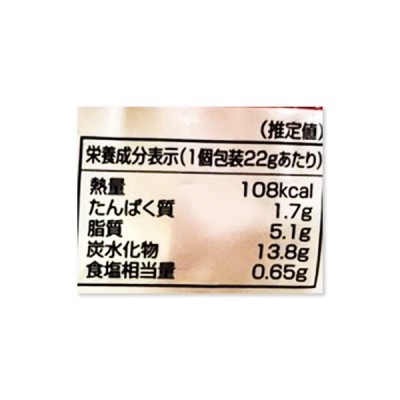 (推定値)
栄養成分表示(1個包装22gあたり)
熱量 108kcal
たんぱく質 1.7g
脂質 5.1g
炭水化物 13.8g
食塩相当量 0.65g